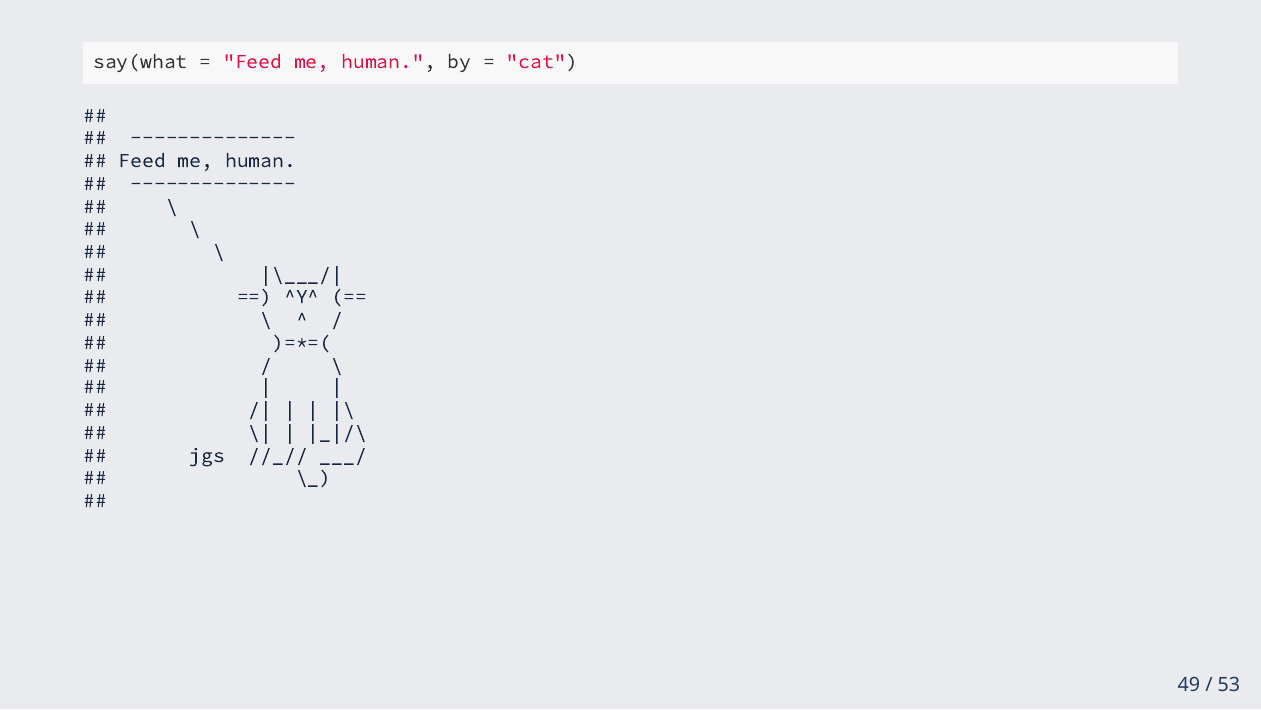 say(what = "Feed me, human.", by = "cat")
##
##  --------------
## Feed me, human.
##  --------------
##     \
##       \
##         \
##             |\___/|
##           ==) ^Y^ (==
##             \  ^  /
##              )=*=(
##             /     \
##             |     |
##            /| | | |\
##            \| | |_|/\
##       jgs  //_// ___/
##                \_)
##
49 / 53